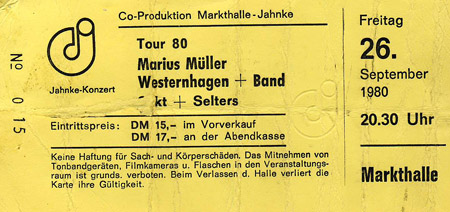 Co-Produktion Markthalle-Jahnke
Jahnke-Konzert
No 015
Tour 80
Marius Müller
Westernhagen + Band
kt + Selters
Eintrittspreis: DM 15,- im Vorverkauf
DM 17,- an der Abendkasse
Keine Haftung für Sach- und Körperschäden. Das Mitnehmen von
Tonbandgeräten, Filmkameras u. Flaschen in den Veranstaltungs-
raum ist grunds. verboten. Beim Verlassen d. Halle verliert die
Karte ihre Gültigkeit.
Freitag
26.
September
1980
20.30 Uhr
Markthalle